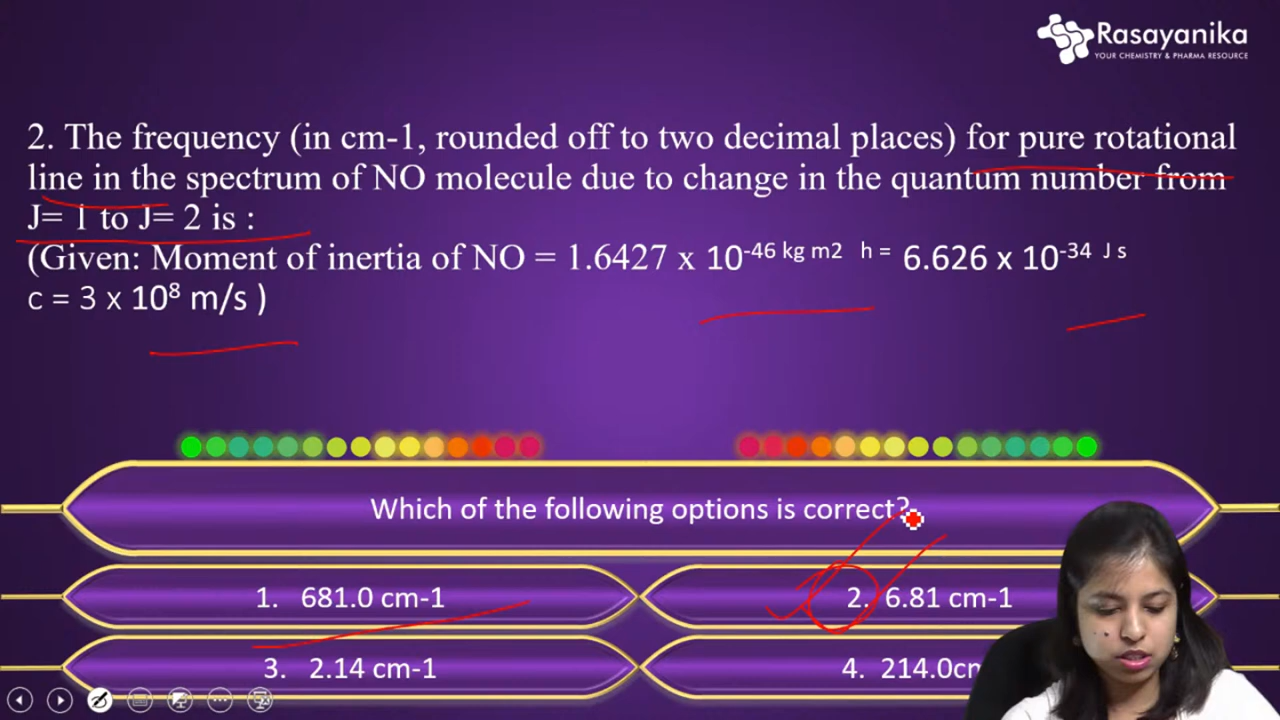 Rasayanika
YOUR CHEMISTRY & PHARMA RESOURCE
2. The frequency (in cm-1, rounded off to two decimal places) for pure rotational
line in the spectrum of NO molecule due to change in the quantum number from
J= 1 to J= 2 is :
(Given: Moment of inertia of NO = 1.6427 x 10-46 kg m2 h = 6.626 x 10-34 J s
c = 3 x 10⁸ m/s )
Which of the following options is correct?
1. 681.0 cm-1
2. 6.81 cm-1
3. 2.14 cm-1
4. 214.0c